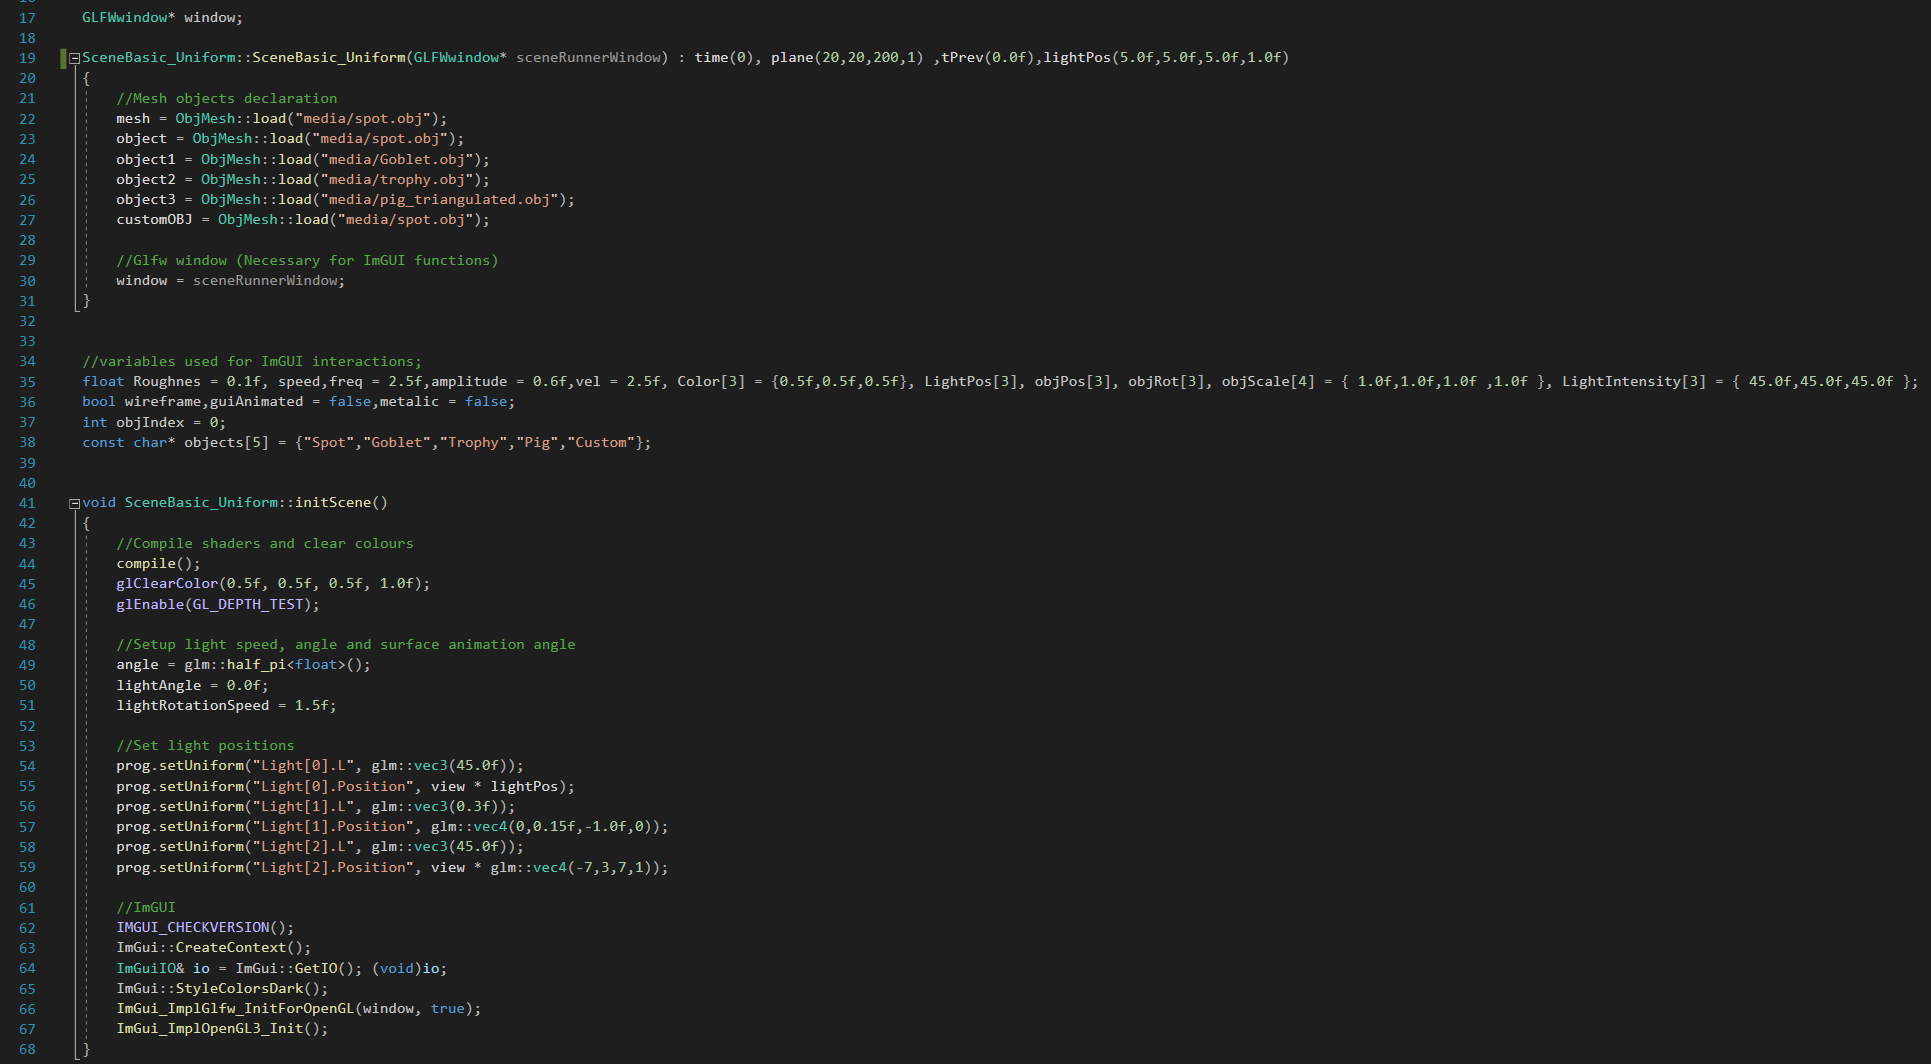 17 GLFWwindow* window;
18
19 SceneBasic_Uniform::SceneBasic_Uniform(GLFWwindow* sceneRunnerWindow) : time(0), plane(20,20,200,1) ,tPrev(0.0f),lightPos(5.0f,5.0f,5.0f,1.0f)
20 {
21 //Mesh objects declaration
22 mesh = ObjMesh::load("media/spot.obj");
23 object = ObjMesh::load("media/spot.obj");
24 object1 = ObjMesh::load("media/Goblet.obj");
25 object2 = ObjMesh::load("media/trophy.obj");
26 object3 = ObjMesh::load("media/pig_triangulated.obj");
27 customOBJ = ObjMesh::load("media/spot.obj");
28
29 //Glfw window (Necessary for ImGUI functions)
30 window = sceneRunnerWindow;
31 }
32
33
34 //variables used for ImGUI interactions;
35 float Roughnes = 0.1f, speed,freq = 2.5f,amplitude = 0.6f,vel = 2.5f, Color[3] = {0.5f,0.5f,0.5f}, LightPos[3], objPos[3], objRot[3], objScale[4] = { 1.0f,1.0f,1.0f ,1.0f }, LightIntensity[3] = { 45.0f,45.0f,45.0f };
36 bool wireframe,guiAnimated = false,metalic = false;
37 int objIndex = 0;
38 const char* objects[5] = {"Spot","Goblet","Trophy","Pig","Custom"};
39
40
41 void SceneBasic_Uniform::initScene()
42 {
43 //Compile shaders and clear colours
44 compile();
45 glClearColor(0.5f, 0.5f, 0.5f, 1.0f);
46 glEnable(GL_DEPTH_TEST);
47
48 //Setup light speed, angle and surface animation angle
49 angle = glm::half_pi<float>();
50 lightAngle = 0.0f;
51 lightRotationSpeed = 1.5f;
52
53 //Set light positions
54 prog.setUniform("Light[0].L", glm::vec3(45.0f));
55 prog.setUniform("Light[0].Position", view * lightPos);
56 prog.setUniform("Light[1].L", glm::vec3(0.3f));
57 prog.setUniform("Light[1].Position", glm::vec4(0,0.15f,-1.0f,0));
58 prog.setUniform("Light[2].L", glm::vec3(45.0f));
59 prog.setUniform("Light[2].Position", view * glm::vec4(-7,3,7,1));
60
61 //ImGUI
62 IMGUI_CHECKVERSION();
63 ImGui::CreateContext();
64 ImGuiIO& io = ImGui::GetIO(); (void)io;
65 ImGui::StyleColorsDark();
66 ImGui_ImplGlfw_InitForOpenGL(window, true);
67 ImGui_ImplOpenGL3_Init();
68 }